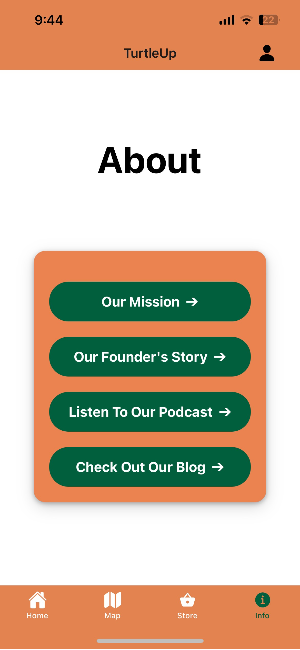 9:44
22
TurtleUp
About
Our Mission →
Our Founder's Story →
Listen To Our Podcast →
Check Out Our Blog →
Home Map Store Info